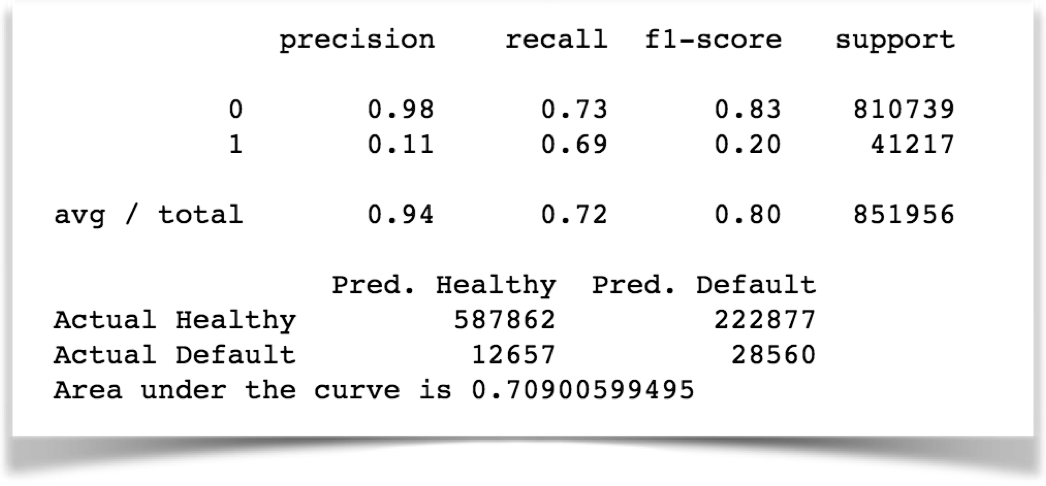 precision recall f1-score support
0 0.98 0.73 0.83 810739
1 0.11 0.69 0.20 41217
avg / total 0.94 0.72 0.80 851956
Pred. Healthy Pred. Default
Actual Healthy 587862 222877
Actual Default 12657 28560
Area under the curve is 0.70900599495